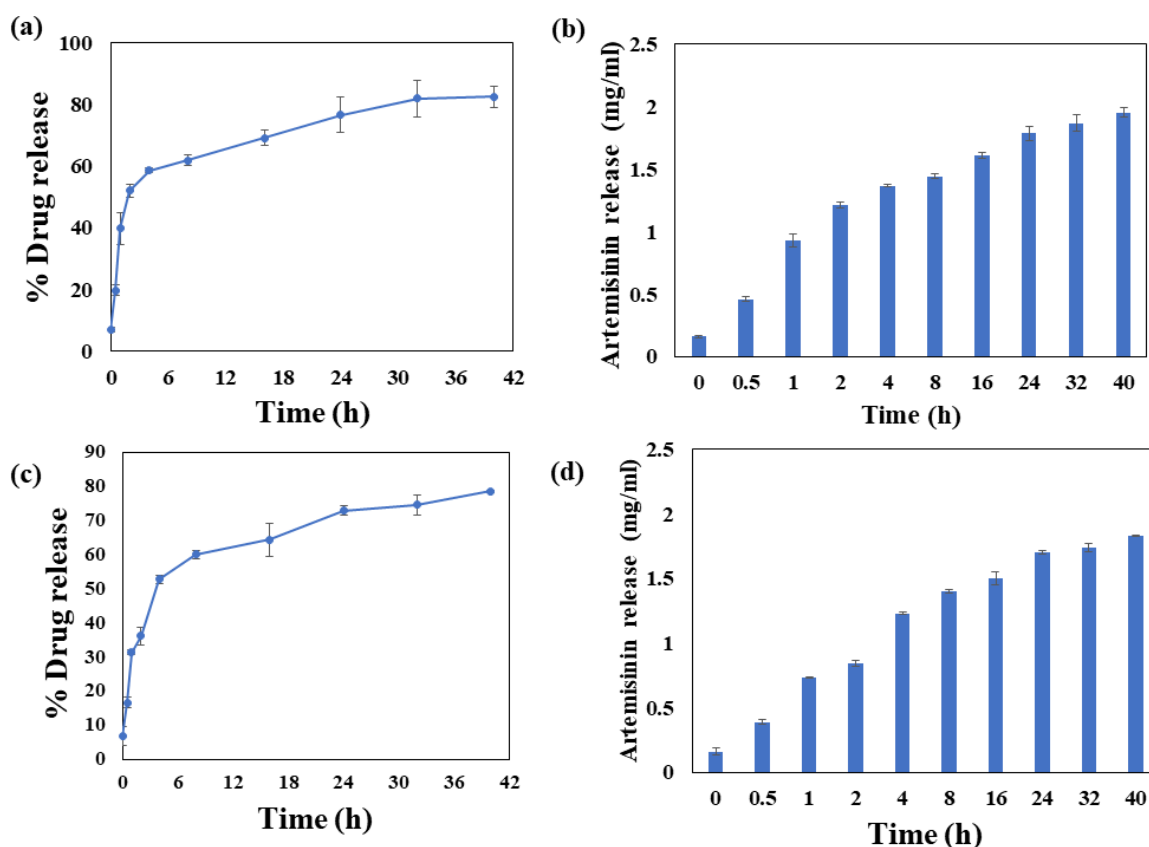 (a)
% Drug release
100
80
60
40
20
0
0 6 12 18 24 30 36 42
Time (h)
(b)
Artemisinin release (mg/ml)
2.5
2
1.5
1
0.5
0
0 0.5 1 2 4 8 16 24 32 40
Time (h)
(c)
% Drug release
90
80
70
60
50
40
30
20
10
0
0 6 12 18 24 30 36 42
Time (h)
(d)
Artemisinin release (mg/ml)
2.5
2
1.5
1
0.5
0
0 0.5 1 2 4 8 16 24 32 40
Time (h)